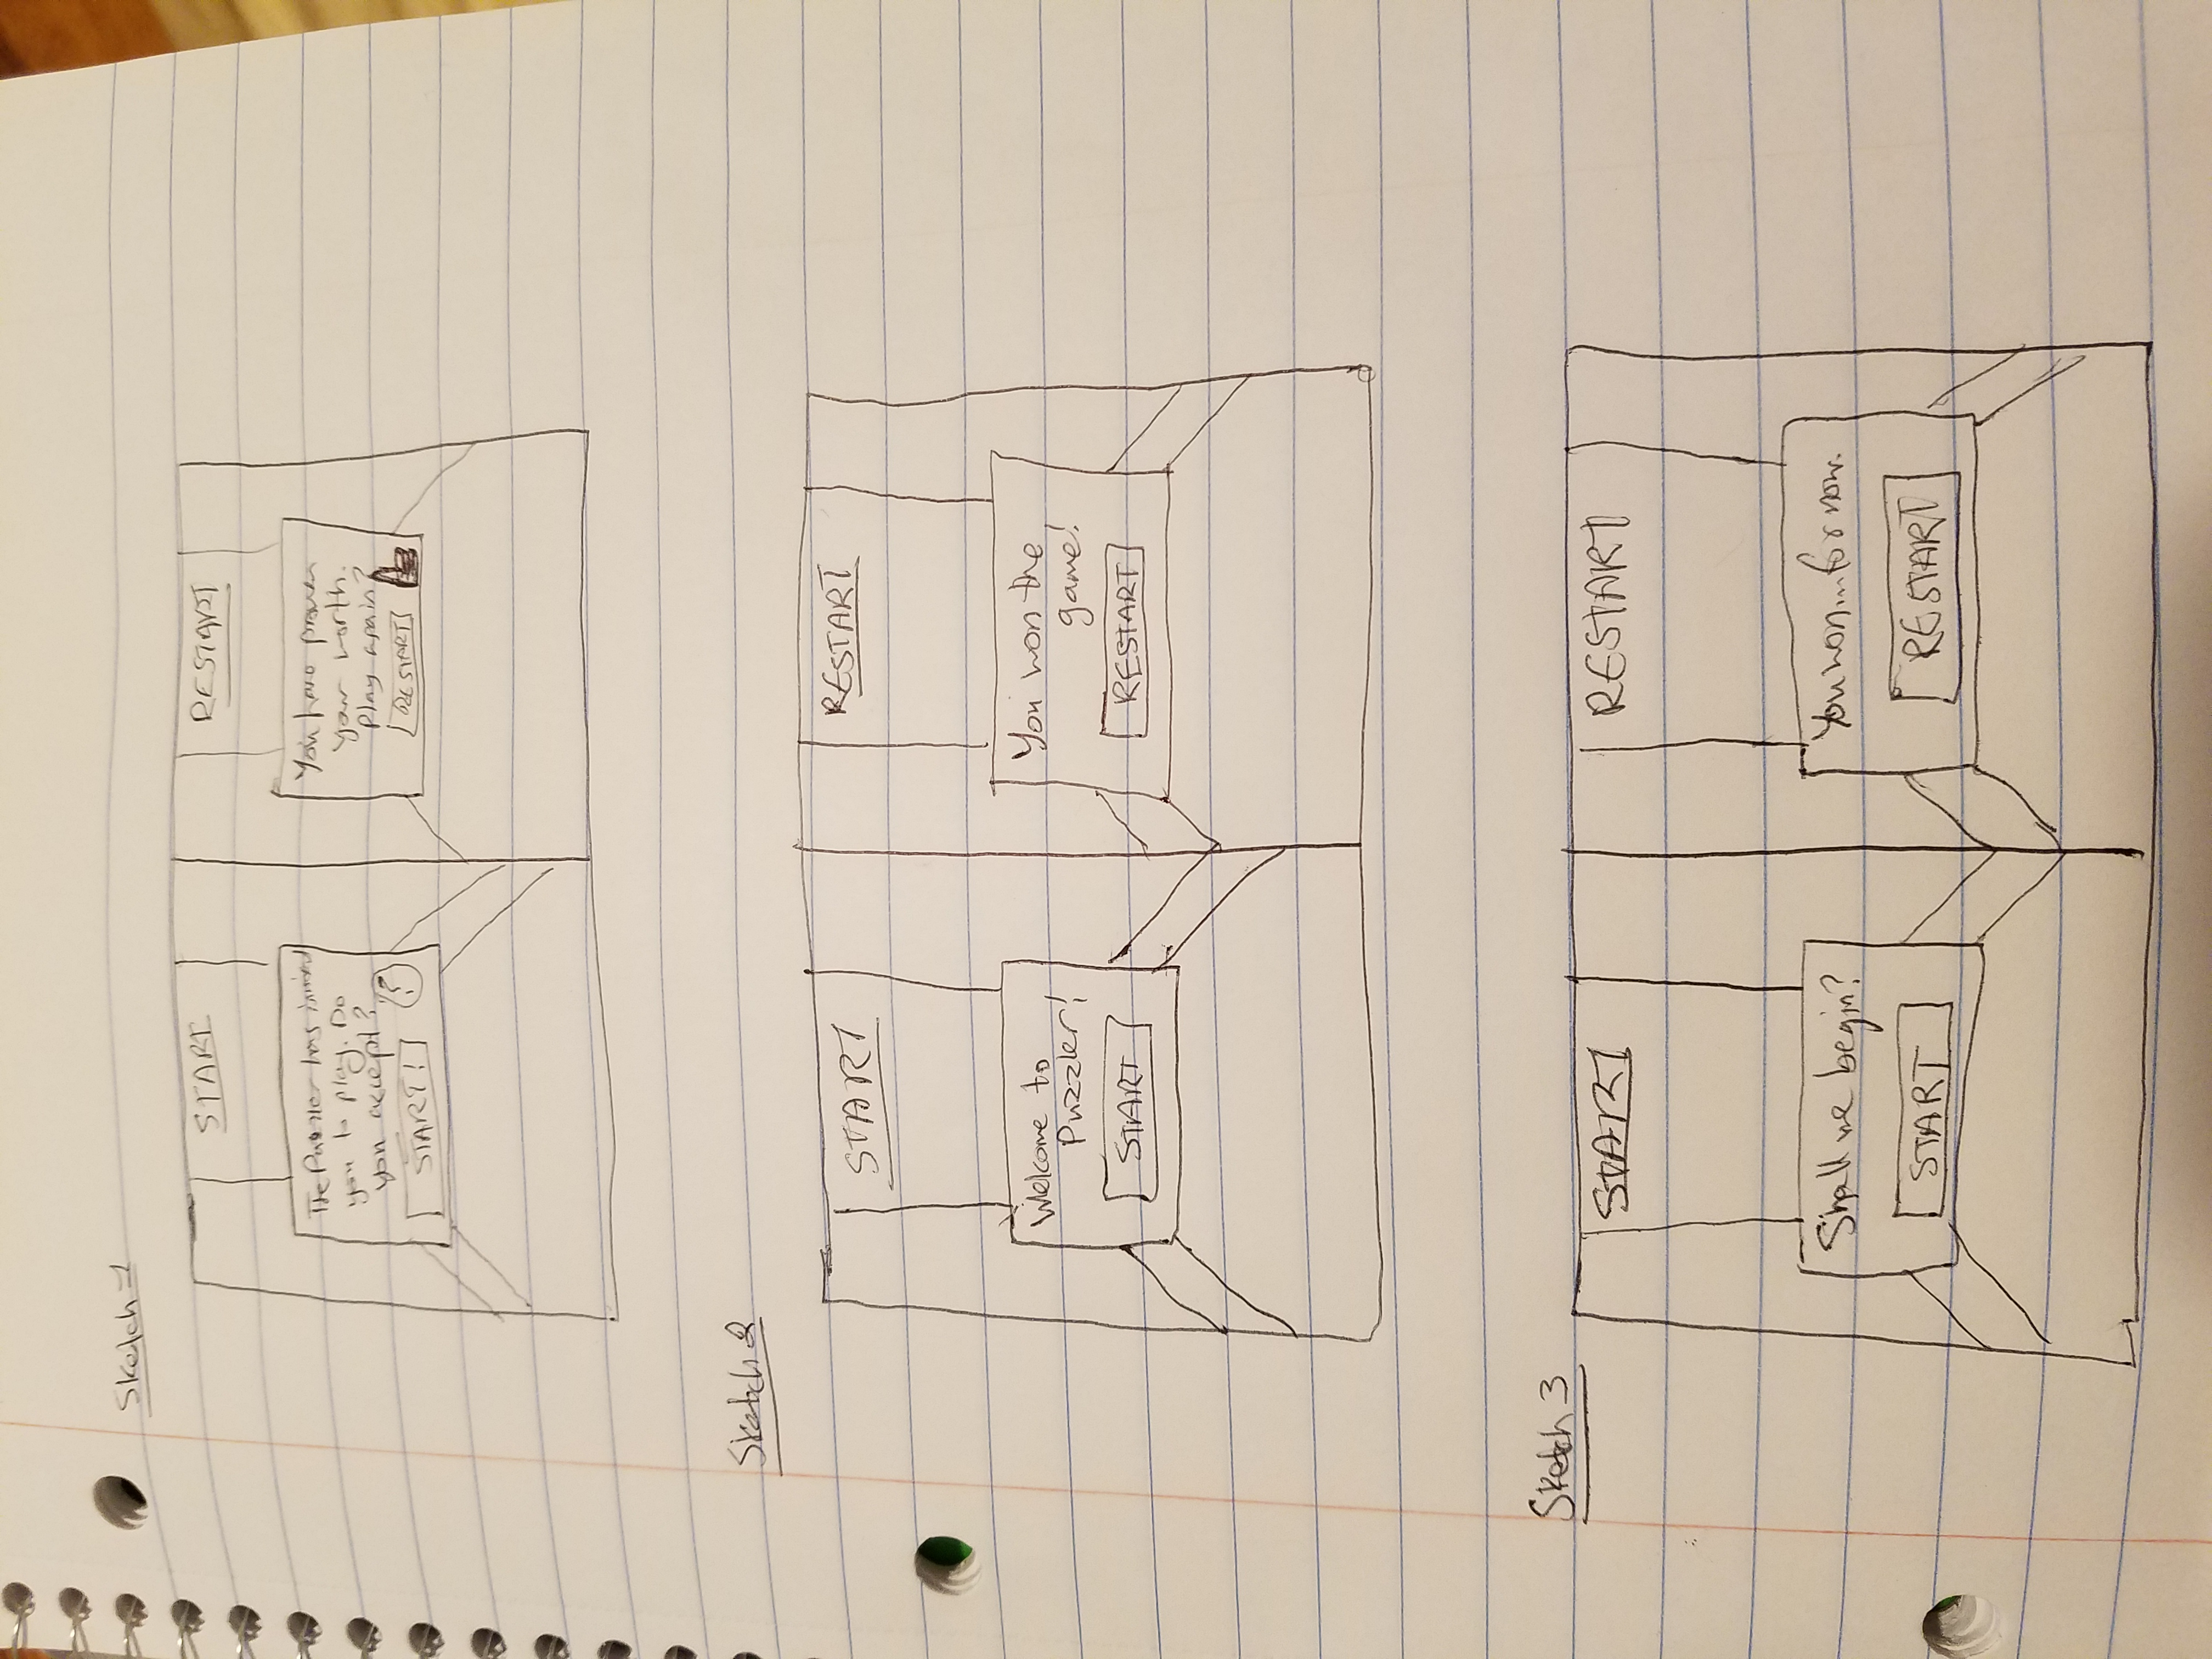 Sketch 1
START
The Puzzler has invited
you to play. Do
you accept?
START!
?
RESTART
You have proven
your worth.
Play again?
RESTART
Sketch 2
START
Welcome to
Puzzler!
START
RESTART
You won the
game!
RESTART
Sketch 3
START
Shall we begin?
START
RESTART
You won...for now.
RESTART